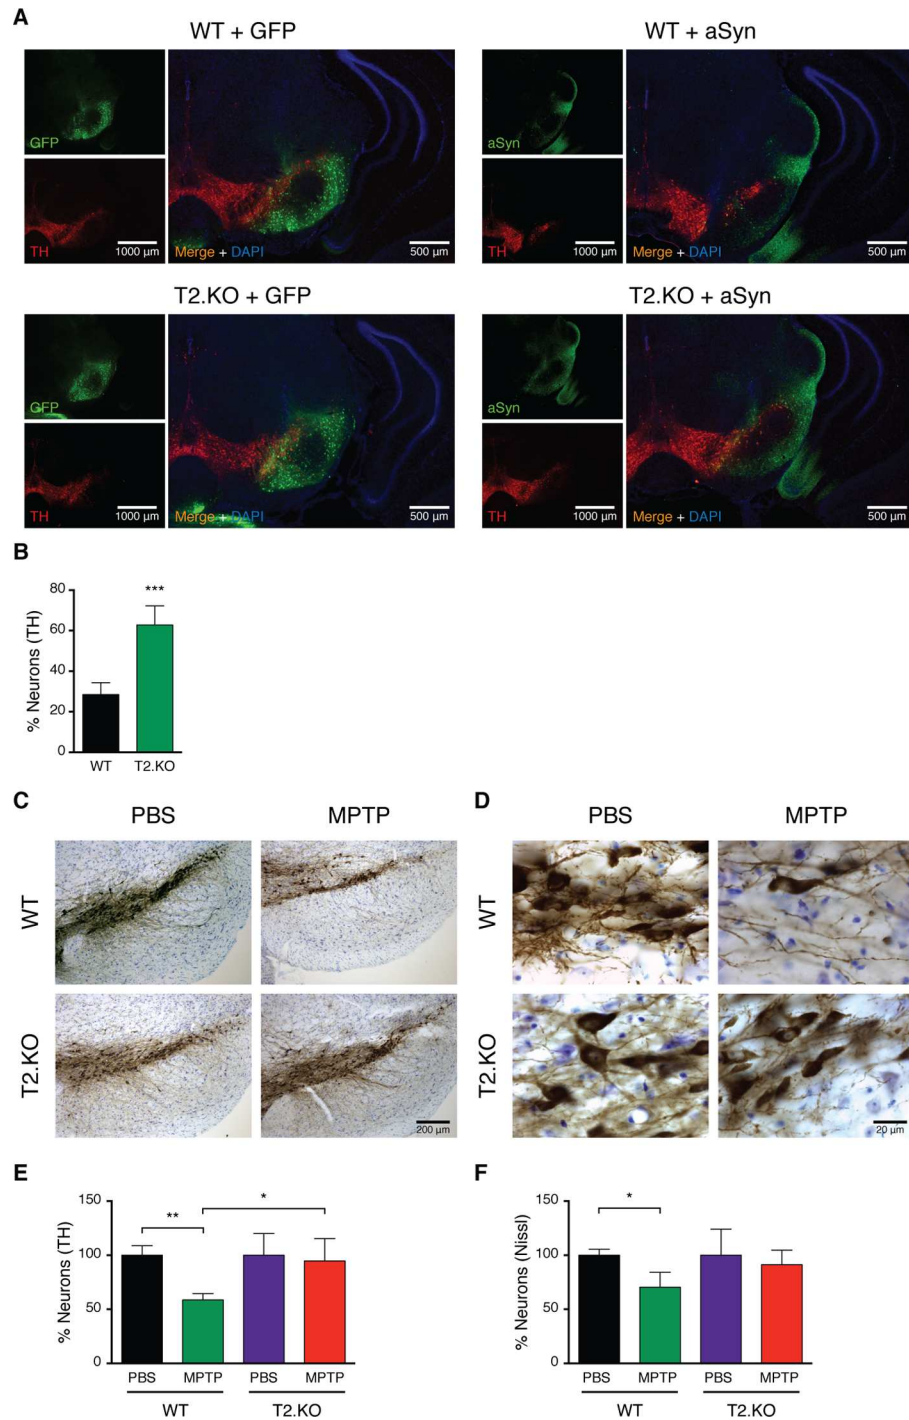 A
WT + GFP
WT + aSyn
GFP
TH
1000 µm
Merge + DAPI
500 µm
aSyn
TH
1000 µm
Merge + DAPI
500 µm
T2.KO + GFP
T2.KO + aSyn
GFP
TH
1000 µm
Merge + DAPI
500 µm
aSyn
TH
1000 µm
Merge + DAPI
500 µm
B
% Neurons (TH)
80
60
40
20
0
***
WT
T2.KO
C
PBS
MPTP
WT
T2.KO
200 µm
D
PBS
MPTP
WT
T2.KO
20 µm
E
% Neurons (TH)
150
100
50
0
**
*
PBS
MPTP
PBS
MPTP
WT
T2.KO
F
% Neurons (Nissl)
150
100
50
0
*
PBS
MPTP
PBS
MPTP
WT
T2.KO